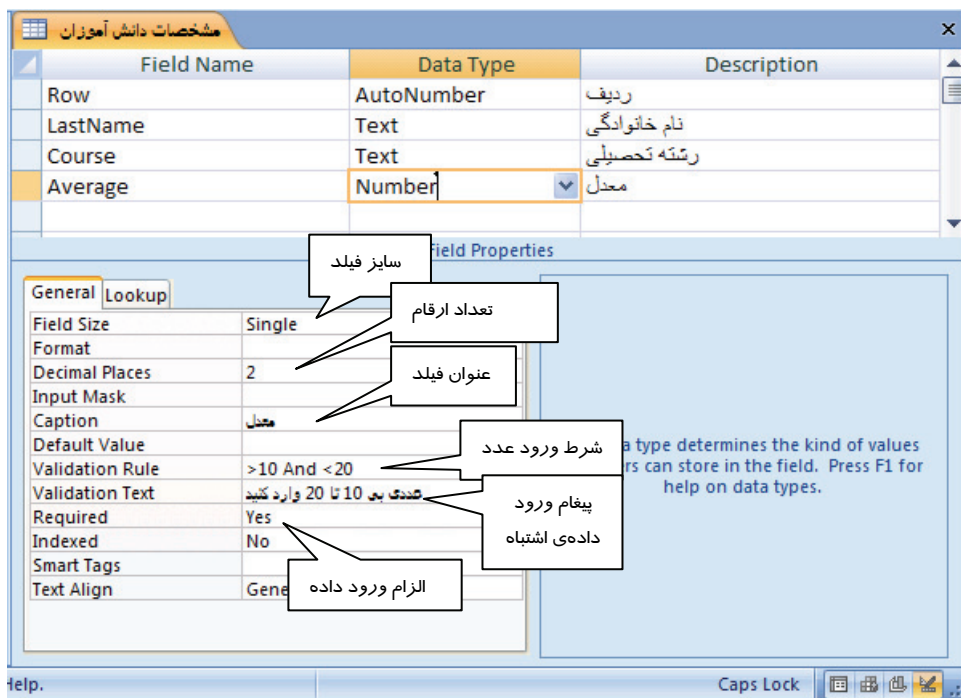 مشخصات دانش آموزان
Field Name Data Type Description
Row AutoNumber ردیف
LastName Text نام خانوادگی
Course Text رشته تحصیلی
Average Number معدل
Field Properties
سایز فیلد
General Lookup
تعداد ارقام
Field Size Single
Format
Decimal Places 2
عنوان فیلد
Input Mask
Caption معدل
Default Value
شرط ورود عدد
Validation Rule >10 And <20
Validation Text عددی بی 10 تا 20 وارد کنید
پیغام ورود
داده‌ی اشتباه
Required Yes
Indexed No
Smart Tags
الزام ورود داده
Text Align Gene
a type determines the kind of values
rs can store in the field. Press F1 for
help on data types.
Help.
Caps Lock